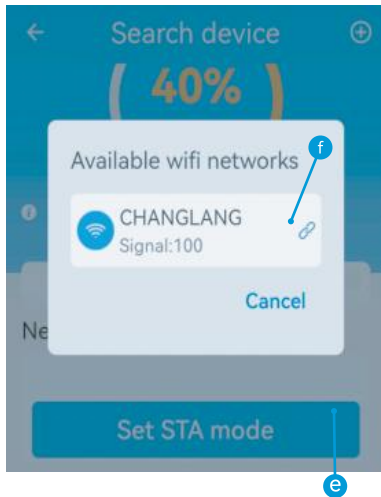 Search device
40%
f
Available wifi networks
CHANGLANG
Signal:100
Cancel
Ne
Set STA mode
e